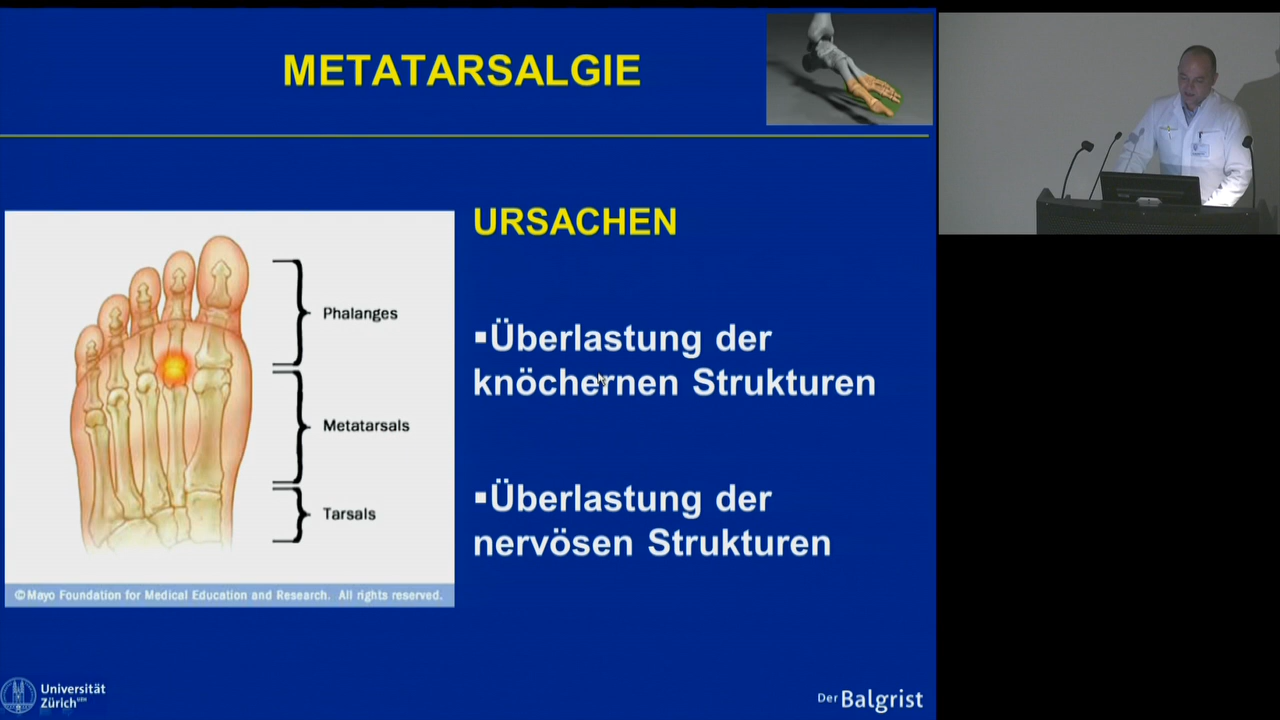 METATARSALGIE
URSACHEN
▪Überlastung der
knöchernen Strukturen
▪Überlastung der
nervösen Strukturen
Phalanges
Metatarsals
Tarsals
©Mayo Foundation for Medical Education and Research. All rights reserved.
Universität
Zürich UZH
Der Balgrist